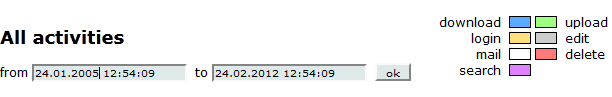 All activities
from 24.01.2005 12:54:09 to 24.02.2012 12:54:09 ok
download upload
login edit
mail delete
search